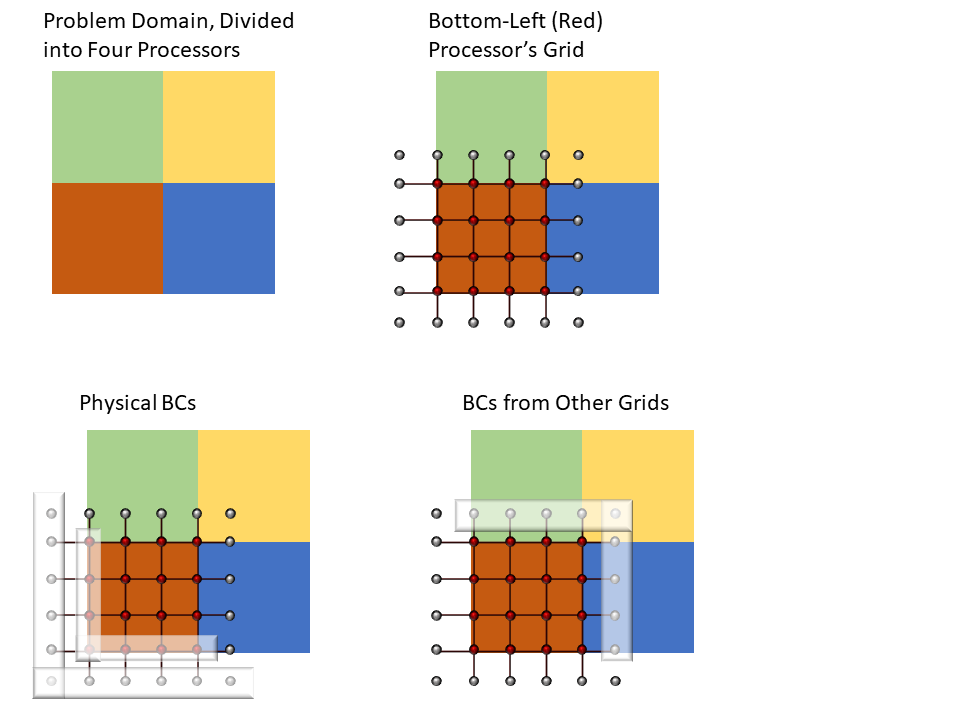 Problem Domain, Divided
into Four Processors
Bottom-Left (Red)
Processor's Grid
Physical BCs
BCs from Other Grids